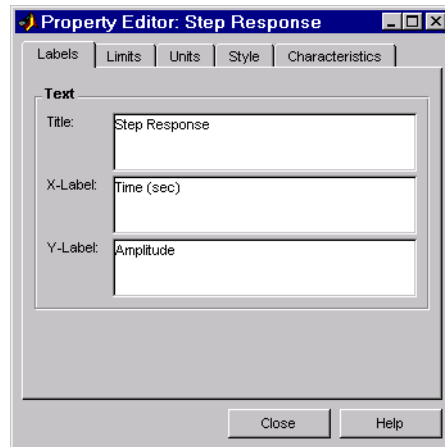 Property Editor: Step Response
Labels Limits Units Style Characteristics
Text
Title: Step Response
X-Label: Time (sec)
Y-Label: Amplitude
Close Help